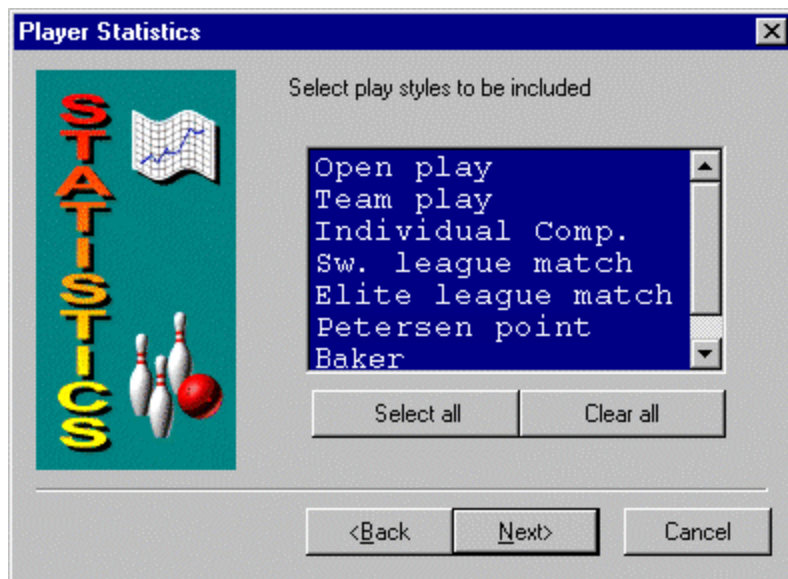 Player Statistics
STATISTICS
Select play styles to be included
Open play
Team play
Individual Comp.
Sw. league match
Elite league match
Petersen point
Baker
Select all
Clear all
<Back
Next>
Cancel